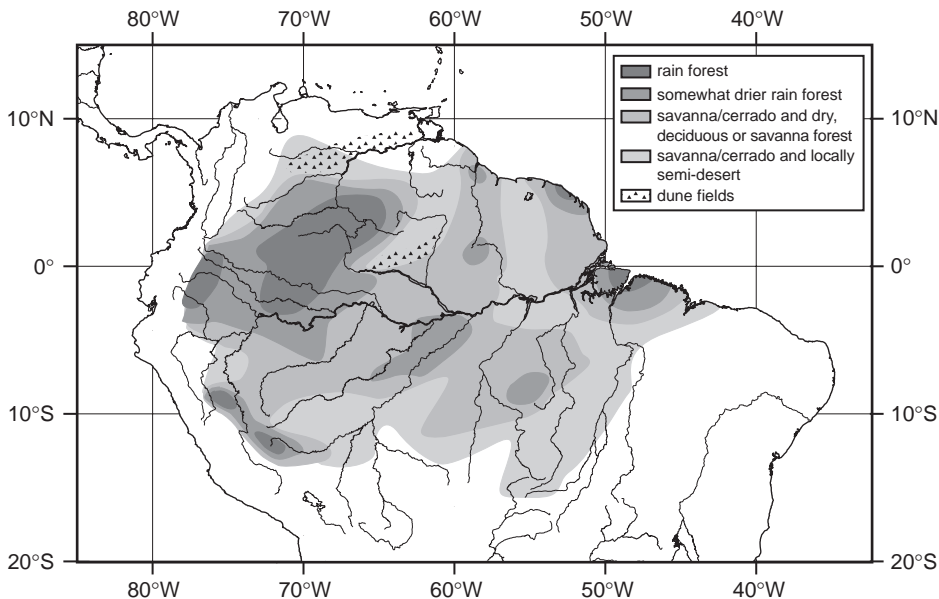 80°W 70°W 60°W 50°W 40°W
rain forest
somewhat drier rain forest
savanna/cerrado and dry,
deciduous or savanna forest
savanna/cerrado and locally
semi-desert
dune fields
10°N 10°N
0° 0°
10°S 10°S
20°S 20°S
80°W 70°W 60°W 50°W 40°W